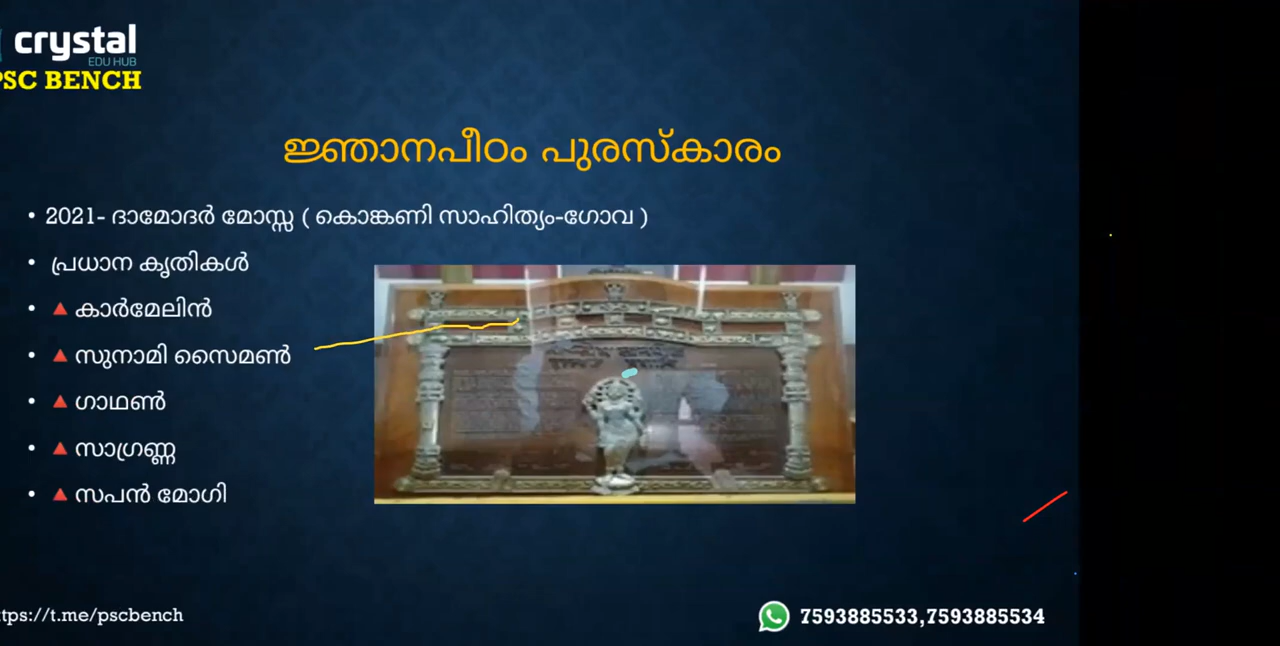 crystal
EDU HUB
PSC BENCH
ജ്ഞാനപീഠം പുരസ്കാരം
• 2021- ദാമോദർ മോസ്സ ( കൊങ്കണി സാഹിത്യം-ഗോവ )
• പ്രധാന കൃതികൾ
• 🔺കാർമേലിൻ
• 🔺സുനാമി സൈമൺ
• 🔺ഗാഥൺ
• 🔺സാഗ്രണ്ണ
• 🔺സപൻ മോഗി
ttps://t.me/pscbench
7593885533,7593885534